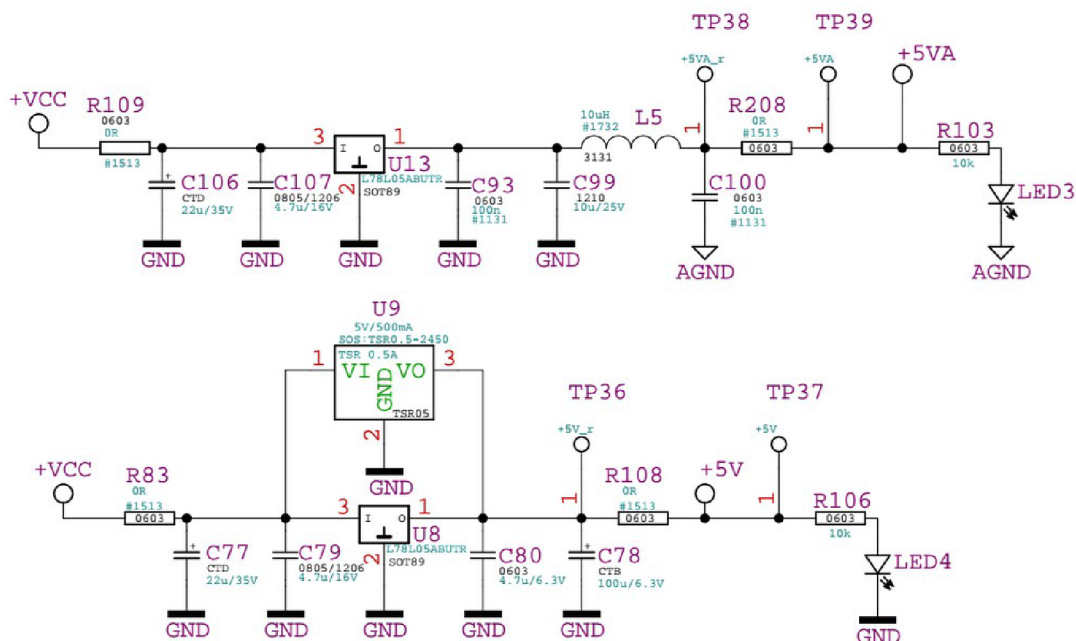 TP38
TP39
+5VA_r
+5VA
+5VA
+VCC
R109
0603
0R
#1513
3
I
O
1
U13
L78L05ABUTR
SOT89
2
10uH
#1732
L5
3131
1
R208
0R
#1513
0603
1
R103
0603
10k
C106
CTD
22u/35V
C107
0805/1206
4.7u/16V
C93
0603
100n
#1131
C99
1210
10u/25V
C100
0603
100n
#1131
LED3
GND
GND
GND
GND
GND
AGND
AGND
U9
5V/500mA
SOS:TSR0.5-2450
TSR 0.5A
1
VI
GND
VO
3
TSR05
2
GND
TP36
TP37
+5V_r
+5V
+5V
+VCC
R83
0R
#1513
0603
3
I
O
1
U8
L78L05ABUTR
SOT89
2
1
R108
0R
#1513
0603
1
R106
0603
10k
C77
CTD
22u/35V
C79
0805/1206
4.7u/16V
C80
0603
4.7u/6.3V
C78
CTB
100u/6.3V
LED4
GND
GND
GND
GND
GND
GND